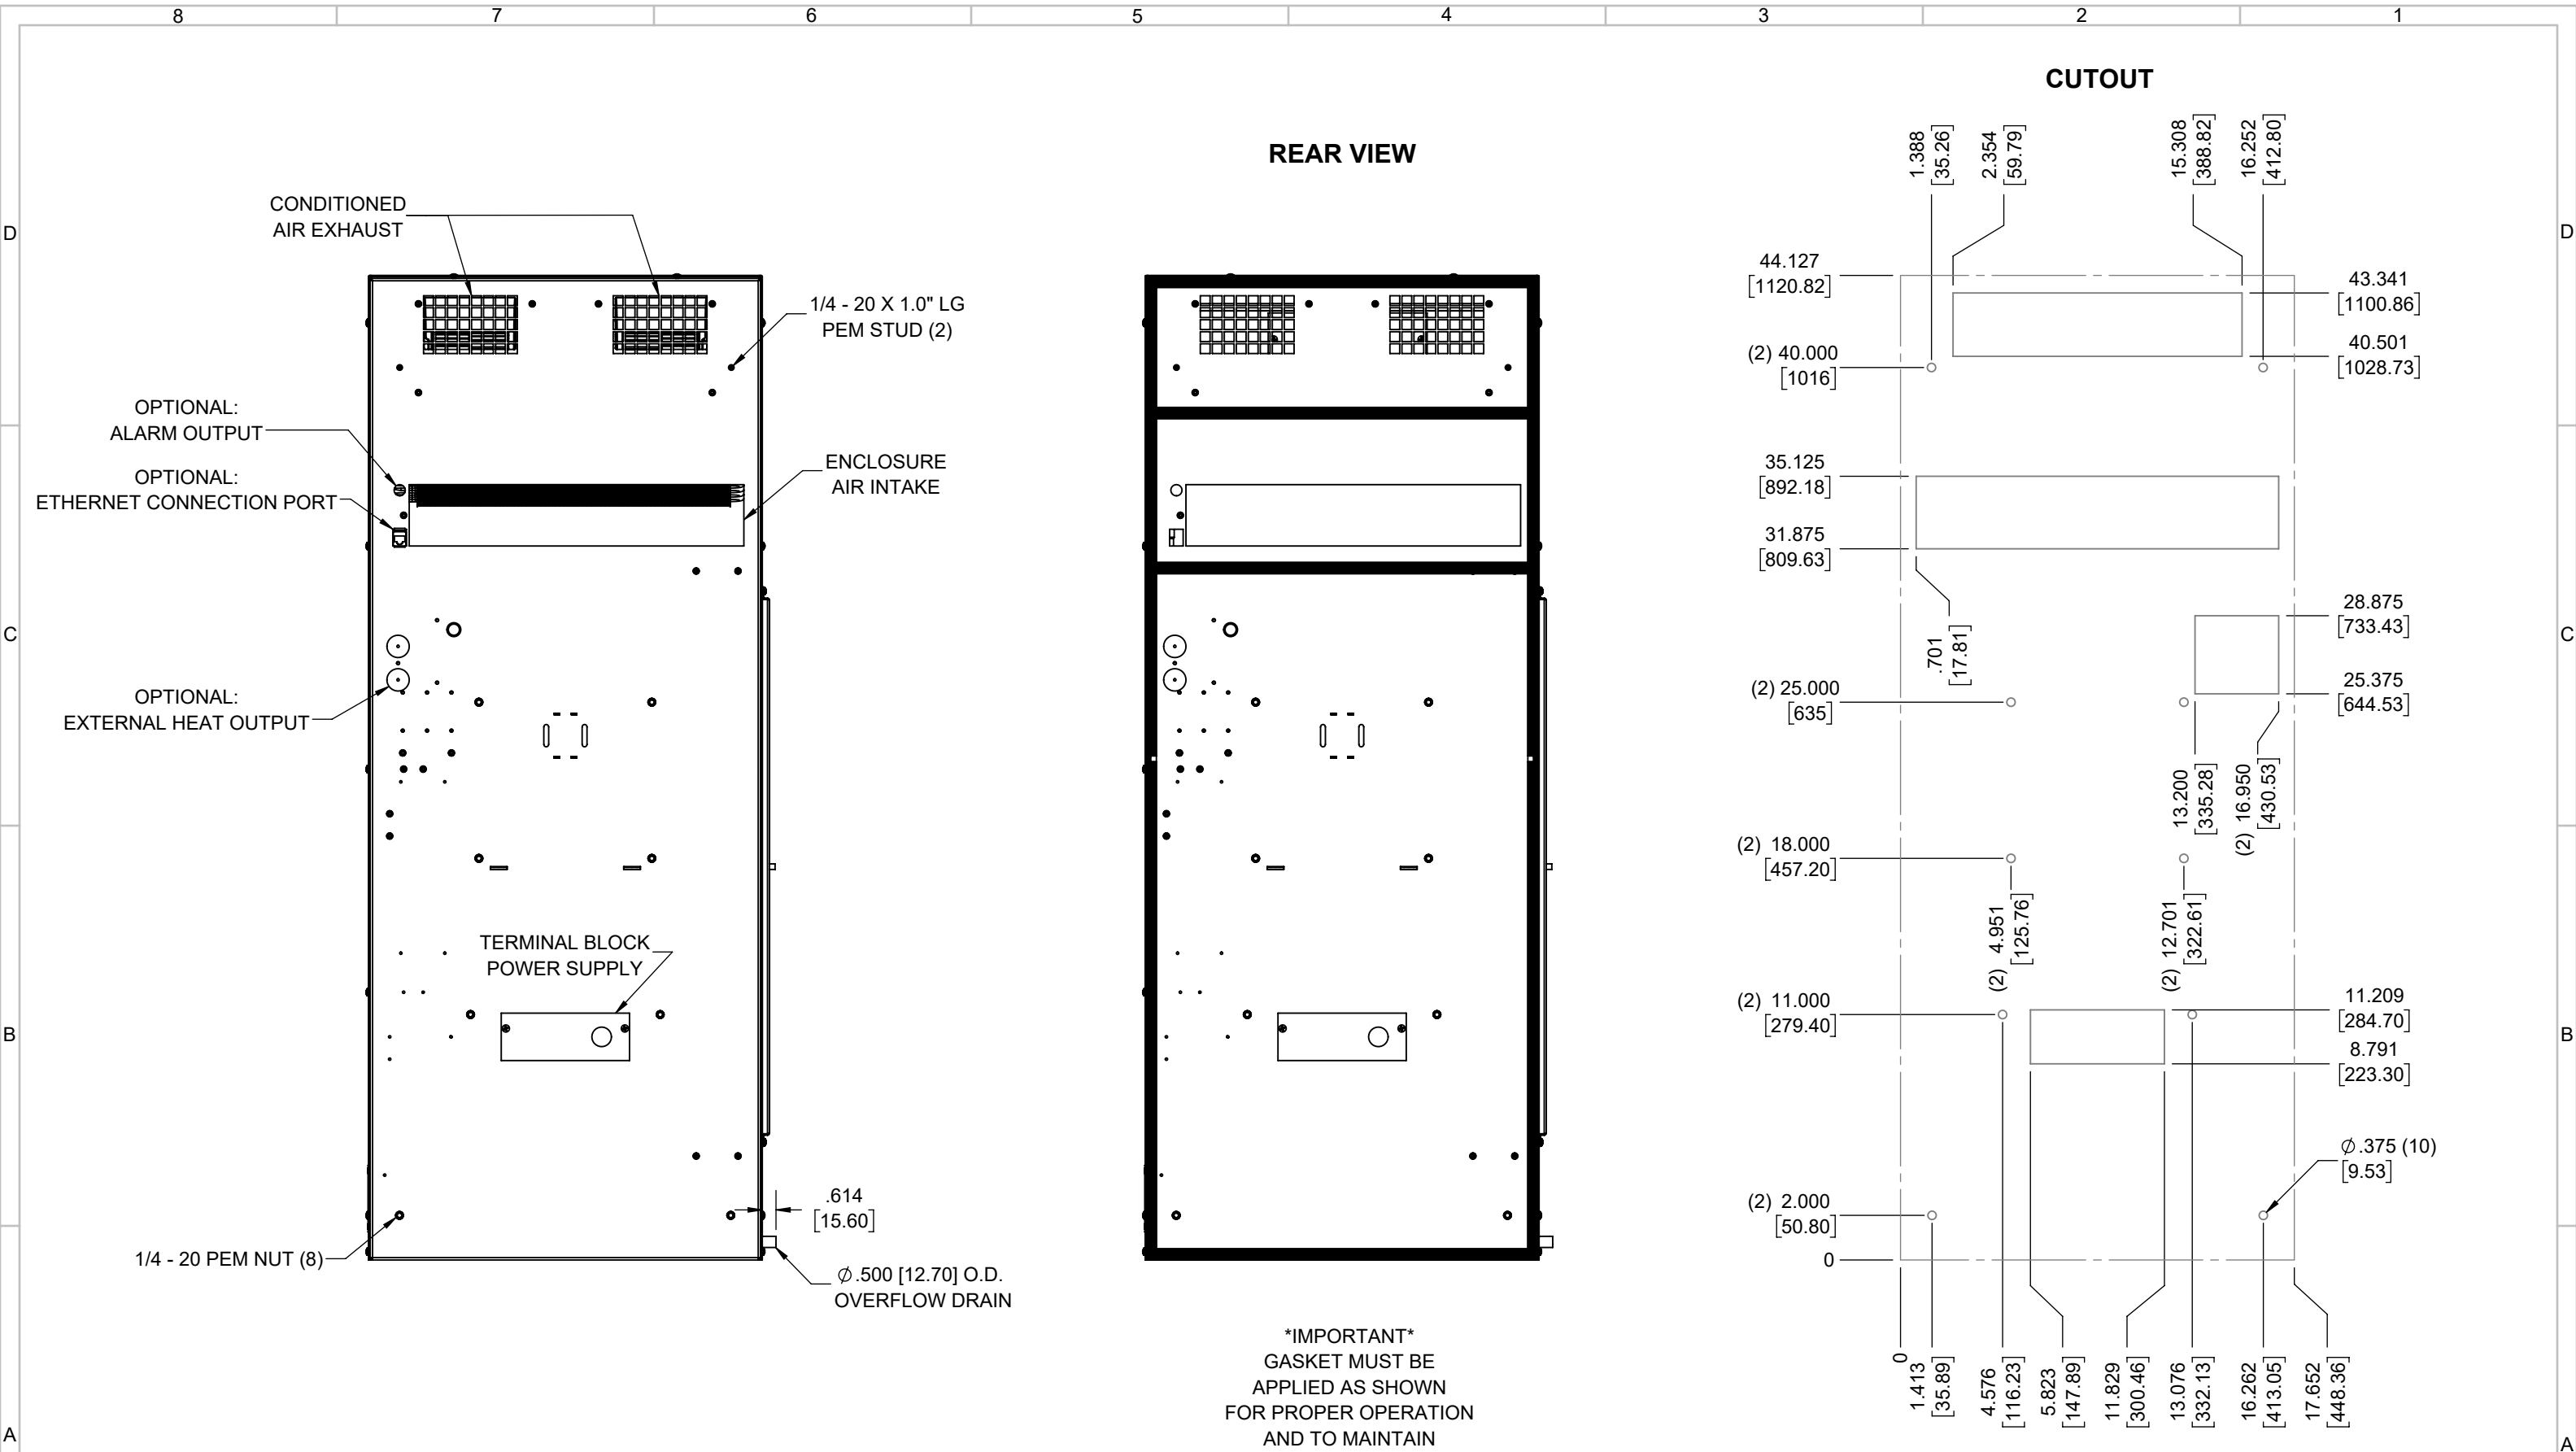 8
7
6
5
4
3
2
1
CUTOUT
REAR VIEW
D
D
C
C
B
B
A
A
CONDITIONED
AIR EXHAUST
1/4 - 20 X 1.0" LG
PEM STUD (2)
OPTIONAL:
ALARM OUTPUT
OPTIONAL:
ETHERNET CONNECTION PORT
ENCLOSURE
AIR INTAKE
OPTIONAL:
EXTERNAL HEAT OUTPUT
TERMINAL BLOCK
POWER SUPPLY
.614
[15.60]
1/4 - 20 PEM NUT (8)
Ø.500 [12.70] O.D.
OVERFLOW DRAIN
*IMPORTANT*
GASKET MUST BE
APPLIED AS SHOWN
FOR PROPER OPERATION
AND TO MAINTAIN
1.388
[35.26]
2.354
[59.79]
15.308
[388.82]
16.252
[412.80]
44.127
[1120.82]
43.341
[1100.86]
(2) 40.000
[1016]
40.501
[1028.73]
35.125
[892.18]
31.875
[809.63]
.701
[17.81]
28.875
[733.43]
(2) 25.000
[635]
25.375
[644.53]
13.200
[335.28]
(2) 16.950
[430.53]
(2) 18.000
[457.20]
(2) 4.951
[125.76]
(2) 12.701
[322.61]
(2) 11.000
[279.40]
11.209
[284.70]
8.791
[223.30]
Ø.375 (10)
[9.53]
(2) 2.000
[50.80]
0
0
1.413
[35.89]
4.576
[116.23]
5.823
[147.89]
11.829
[300.46]
13.076
[332.13]
16.262
[413.05]
17.652
[448.36]